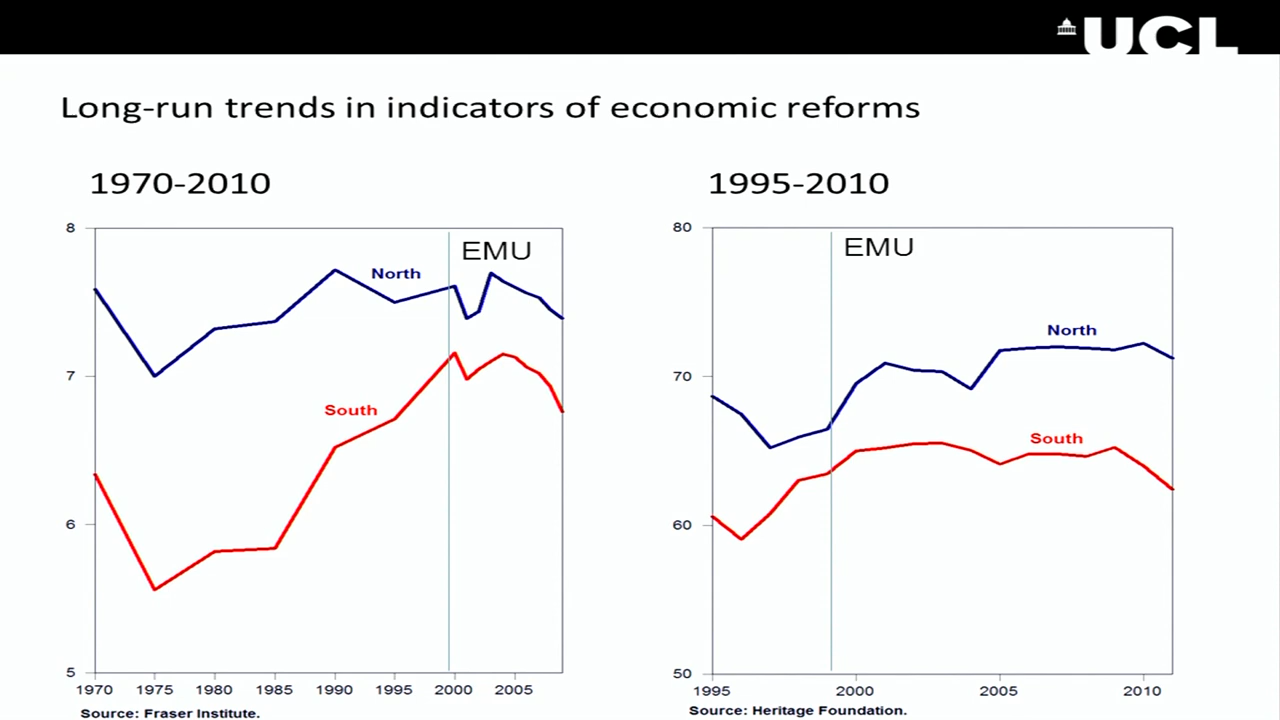 UCL
Long-run trends in indicators of economic reforms
1970-2010
8
7
6
5
EMU
North
South
1970 1975 1980 1985 1990 1995 2000 2005
Source: Fraser Institute.
1995-2010
80
70
60
50
EMU
North
South
1995 2000 2005 2010
Source: Heritage Foundation.